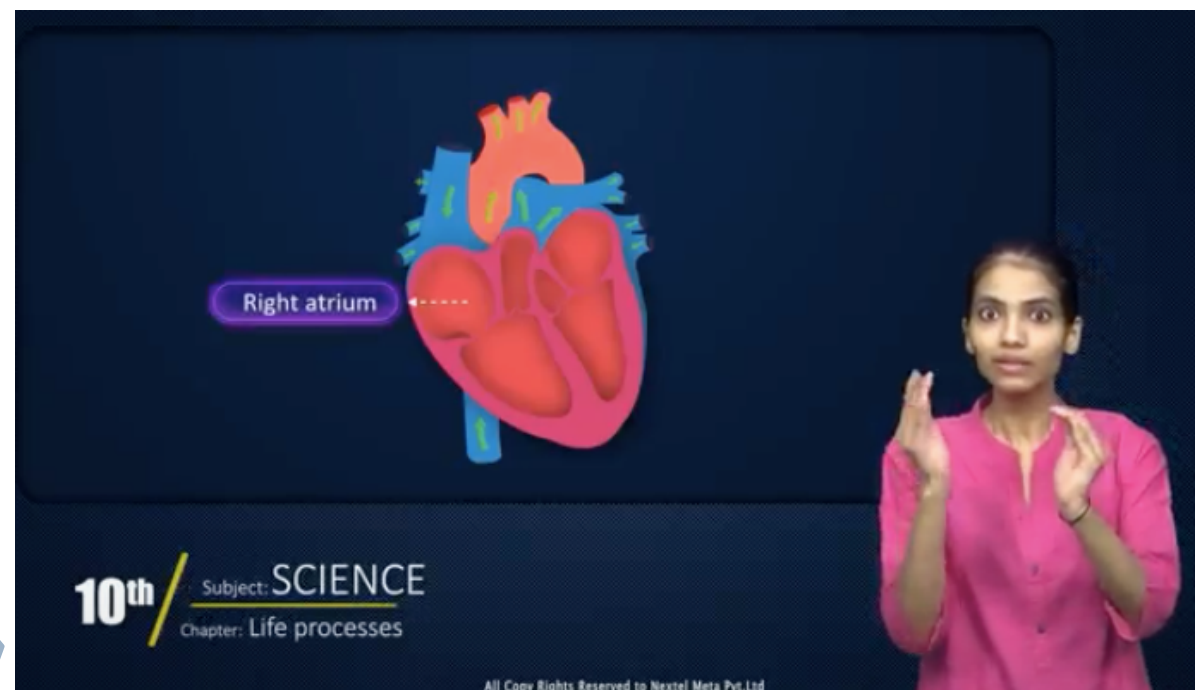 Right atrium
10th
Subject: SCIENCE
Chapter: Life processes
All Copy Rights Reserved to Nextel Meta Pvt.Ltd